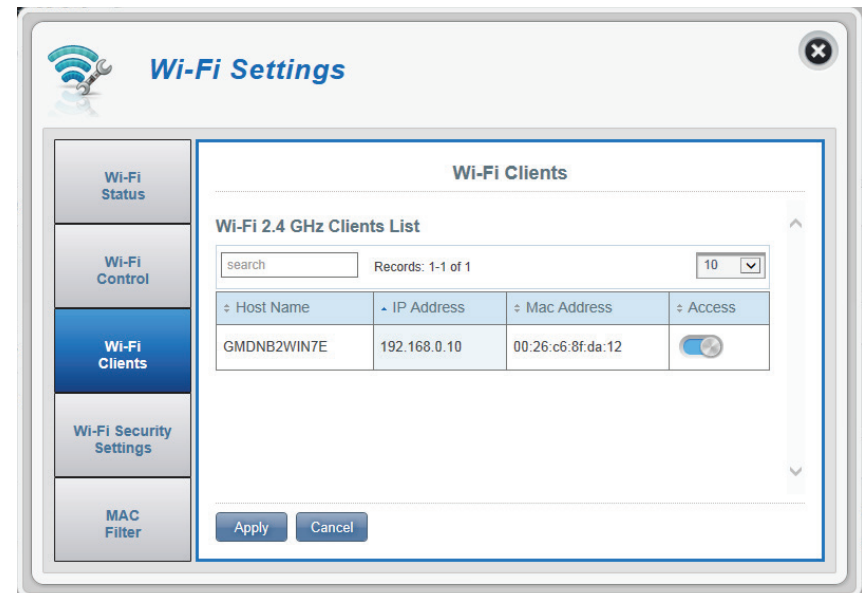 Wi-Fi Settings
Wi-Fi
Status
Wi-Fi
Control
Wi-Fi
Clients
Wi-Fi Security
Settings
MAC
Filter
Wi-Fi Clients
Wi-Fi 2.4 GHz Clients List
search Records: 1-1 of 1 10
Host Name IP Address Mac Address Access
GMDNB2WIN7E 192.168.0.10 00:26:c6:8f:da:12
Apply Cancel